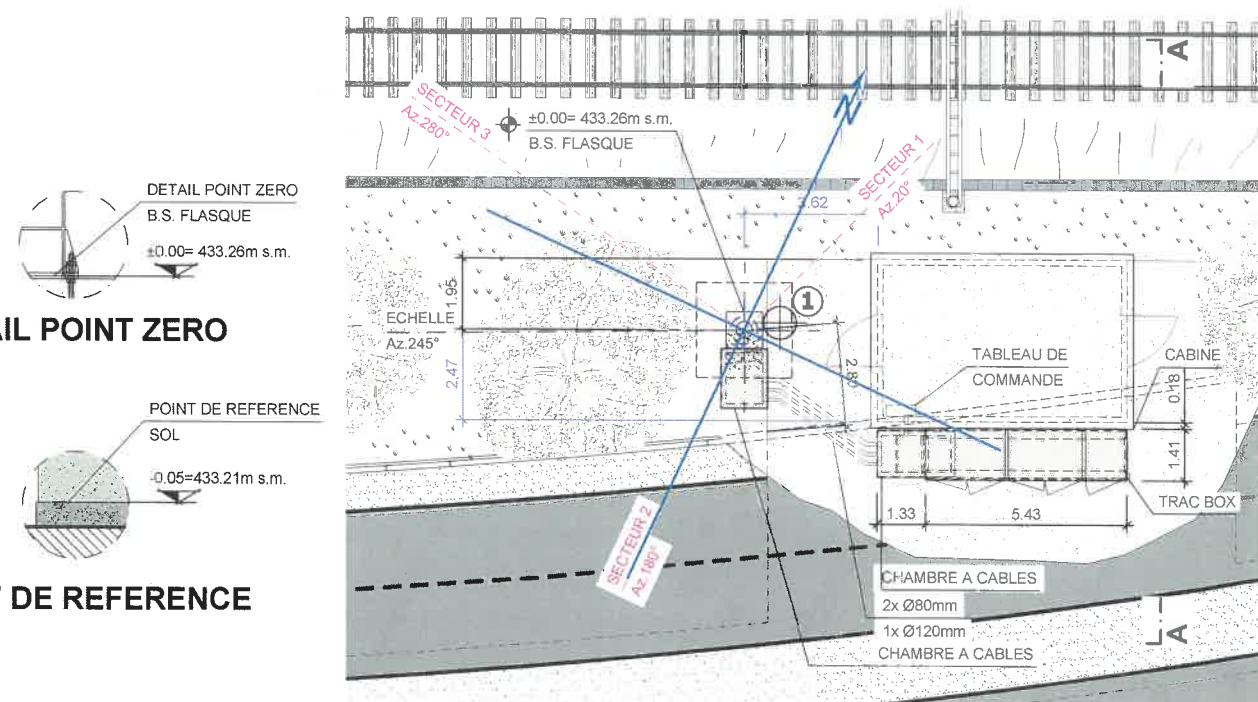 DETAIL POINT ZERO
B.S. FLASQUE
±0.00= 433.26m s.m.
AIL POINT ZERO
POINT DE REFERENCE
SOL
-0.05=433.21m s.m.
DE REFERENCE
A
SECTEUR 3
Az.280°
±0.00= 433.26m s.m.
B.S. FLASQUE
N
SECTEUR 1
Az.20°
3.62
1.95
ECHELLE
Az.245°
2.47
1
2.80
TABLEAU DE
COMMANDE
CABINE
0.18
1.41
TRAC BOX
1.33
5.43
SECTEUR 2
Az.180°
CHAMBRE A CABLES
2x Ø80mm
1x Ø120mm
CHAMBRE A CABLES
A